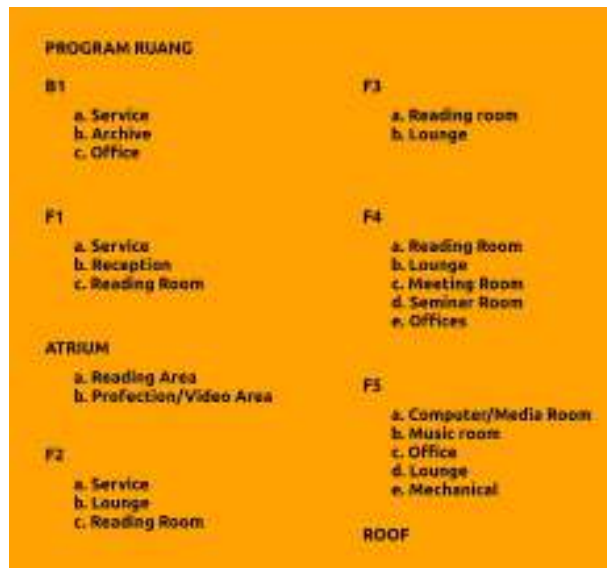 PROGRAM RUANG
B1
a. Service
b. Archive
c. Office
F1
a. Service
b. Reception
c. Reading Room
ATRIUM
a. Reading Area
b. Profection/Video Area
F2
a. Service
b. Lounge
c. Reading Room
F3
a. Reading room
b. Lounge
F4
a. Reading Room
b. Lounge
c. Meeting Room
d. Seminar Room
e. Offices
F5
a. Computer/Media Room
b. Music room
c. Office
d. Lounge
e. Mechanical
ROOF